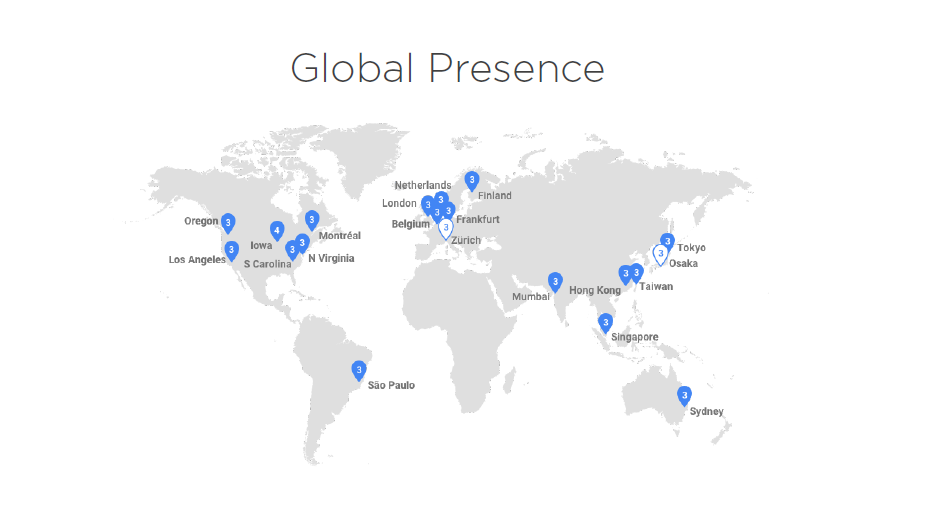 Global Presence
3
Netherlands
3
Finland
London
3
3
3
Frankfurt
Belgium
3
Zürich
Oregon
3
4
Iowa
3
Montréal
Los Angeles
3
S Carolina
3
3
N Virginia
3
Tokyo
3
Osaka
3
Mumbai
Hong Kong
3
3
Taiwan
3
Singapore
3
São Paulo
3
Sydney